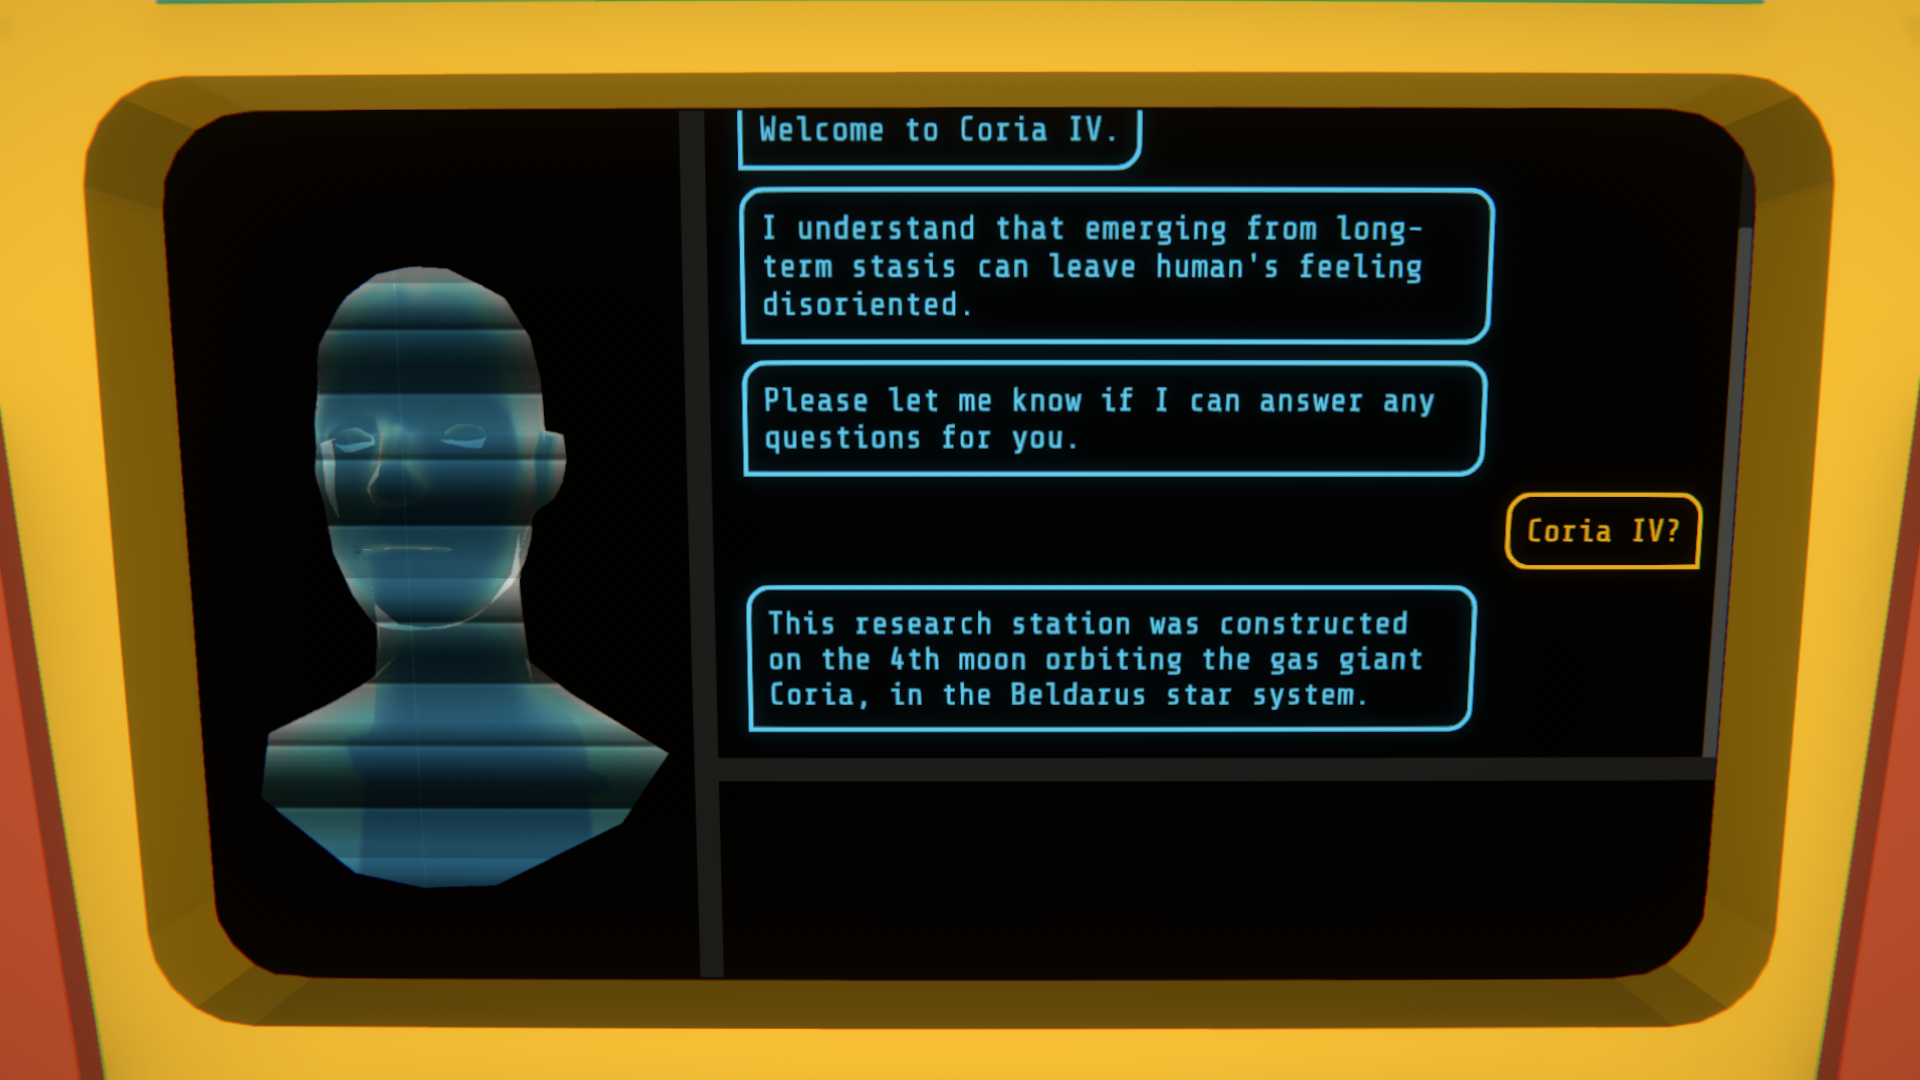 Welcome to Coria IV.
I understand that emerging from long-
term stasis can leave human's feeling
disoriented.
Please let me know if I can answer any
questions for you.
Coria IV?
This research station was constructed
on the 4th moon orbiting the gas giant
Coria, in the Beldarus star system.